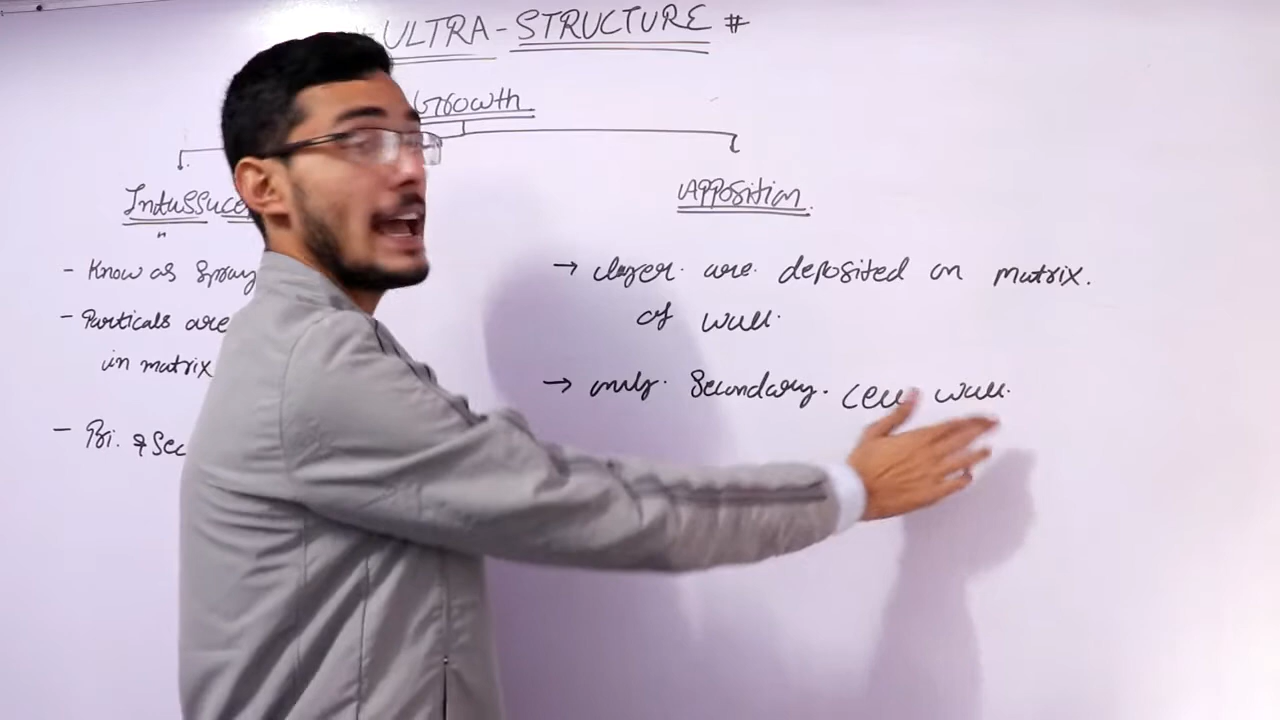 ULTRA-STRUCTURE #
Growth
Intussuce
- Know as Spray
- Particals are
in matrix
- Pri. & Sec
Apposition
→ layer are deposited on matrix.
of wall.
→ only. Secondary. Cell wall.